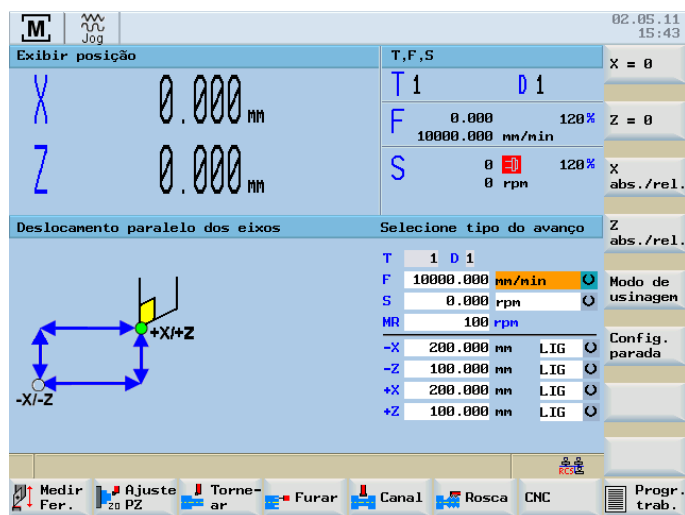 M
Jog
02.05.11
15:43
Exibir posição
X 0.000 mm
Z 0.000 mm
T,F,S
T 1 D 1
F 0.000 120%
10000.000 mm/min
S 0 120%
0 rpm
X = 0
Z = 0
X
abs./rel.
Z
abs./rel.
Modo de
usinagem
Config.
parada
Deslocamento paralelo dos eixos
+X/+Z
-X/-Z
Selecione tipo do avanço
T 1 D 1
F 10000.000 mm/min
S 0.000 rpm
MR 100 rpm
-X 200.000 mm LIG
-Z 100.000 mm LIG
+X 200.000 mm LIG
+Z 100.000 mm LIG
RCS
Medir
Fer.
Ajuste
PZ
Z0
Torne-
ar
Furar
Canal
Rosca
CNC
Progr.
trab.